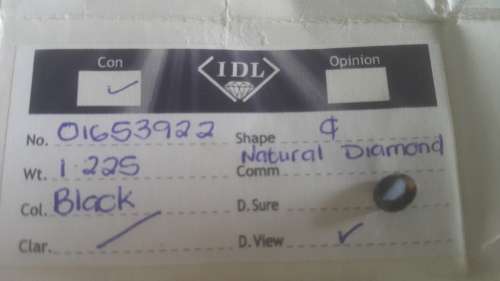 Con IDL Opinion
✓
No. 01653922 Shape ¢
Wt. 1.225 Natural Diamond
Comm
Col. Black D. Sure
Clar. / D. View ✓